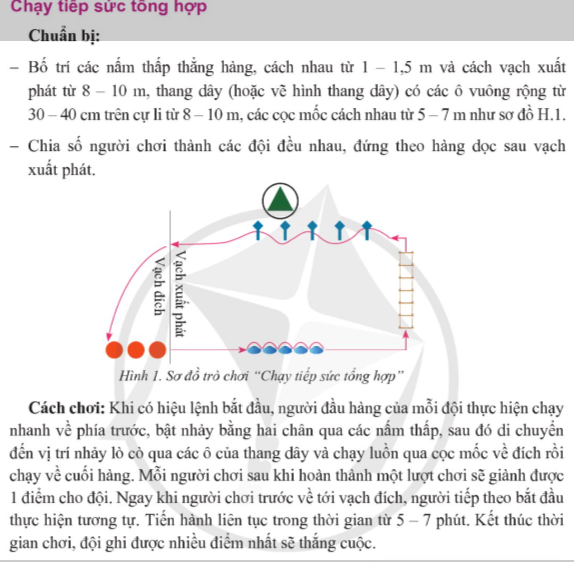 Chạy tiếp sức tổng hợp
Chuẩn bị:
– Bố trí các nấm thấp thẳng hàng, cách nhau từ 1 – 1,5 m và cách vạch xuất
phát từ 8 – 10 m, thang dây (hoặc vẽ hình thang dây) có các ô vuông rộng từ
30 – 40 cm trên cự li từ 8 – 10 m, các cọc mốc cách nhau từ 5 – 7 m như sơ đồ H.1.
– Chia số người chơi thành các đội đều nhau, đứng theo hàng dọc sau vạch
xuất phát.
Vạch đích
Vạch xuất phát
Hình 1. Sơ đồ trò chơi “Chạy tiếp sức tổng hợp”
Cách chơi: Khi có hiệu lệnh bắt đầu, người đầu hàng của mỗi đội thực hiện chạy
nhanh về phía trước, bật nhảy bằng hai chân qua các nấm thấp, sau đó di chuyển
đến vị trí nhảy lò cò qua các ô của thang dây và chạy luồn qua cọc mốc về đích rồi
chạy về cuối hàng. Mỗi người chơi sau khi hoàn thành một lượt chơi sẽ giành được
1 điểm cho đội. Ngay khi người chơi trước về tới vạch đích, người tiếp theo bắt đầu
thực hiện tương tự. Tiến hành liên tục trong thời gian từ 5 – 7 phút. Kết thúc thời
gian chơi, đội ghi được nhiều điểm nhất sẽ thắng cuộc.